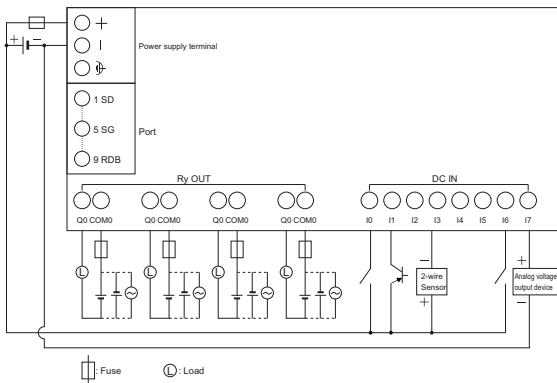 +
Power supply terminal
+ −
−
1 SD
5 SG
Port
9 RDB
Ry OUT
DC IN
Q0 COM0
Q0 COM0
Q0 COM0
Q0 COM0
I0
I1
I2
I3
I4
I5
I6
I7
L
L
L
L
−
2-wire
Sensor
+
+
Analog voltage
output device
−
: Fuse
L : Load